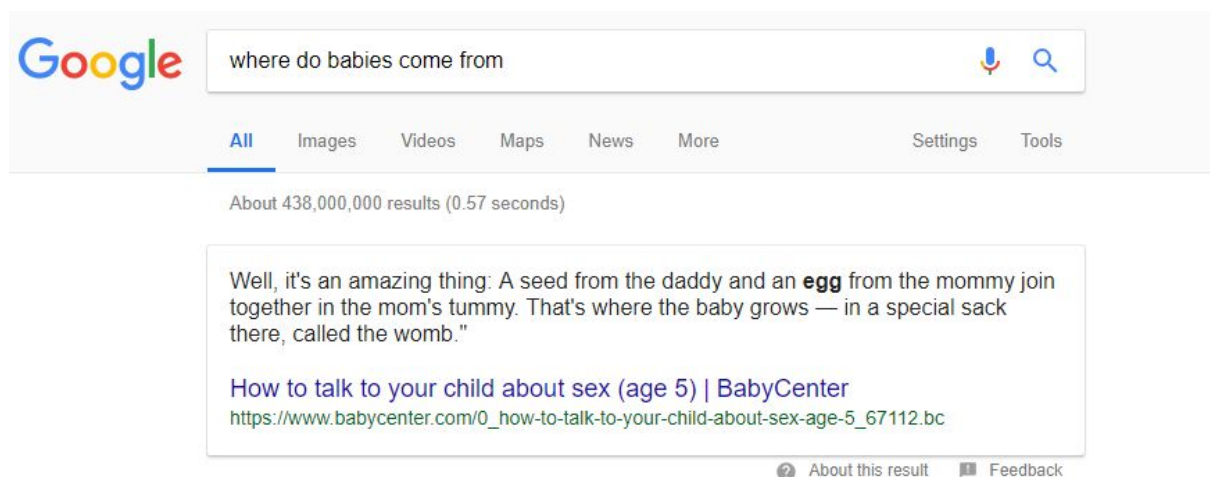 Google
where do babies come from
All Images Videos Maps News More Settings Tools
About 438,000,000 results (0.57 seconds)
Well, it's an amazing thing: A seed from the daddy and an egg from the mommy join
together in the mom's tummy. That's where the baby grows — in a special sack
there, called the womb."
How to talk to your child about sex (age 5) | BabyCenter
https://www.babycenter.com/0_how-to-talk-to-your-child-about-sex-age-5_67112.bc
About this result Feedback